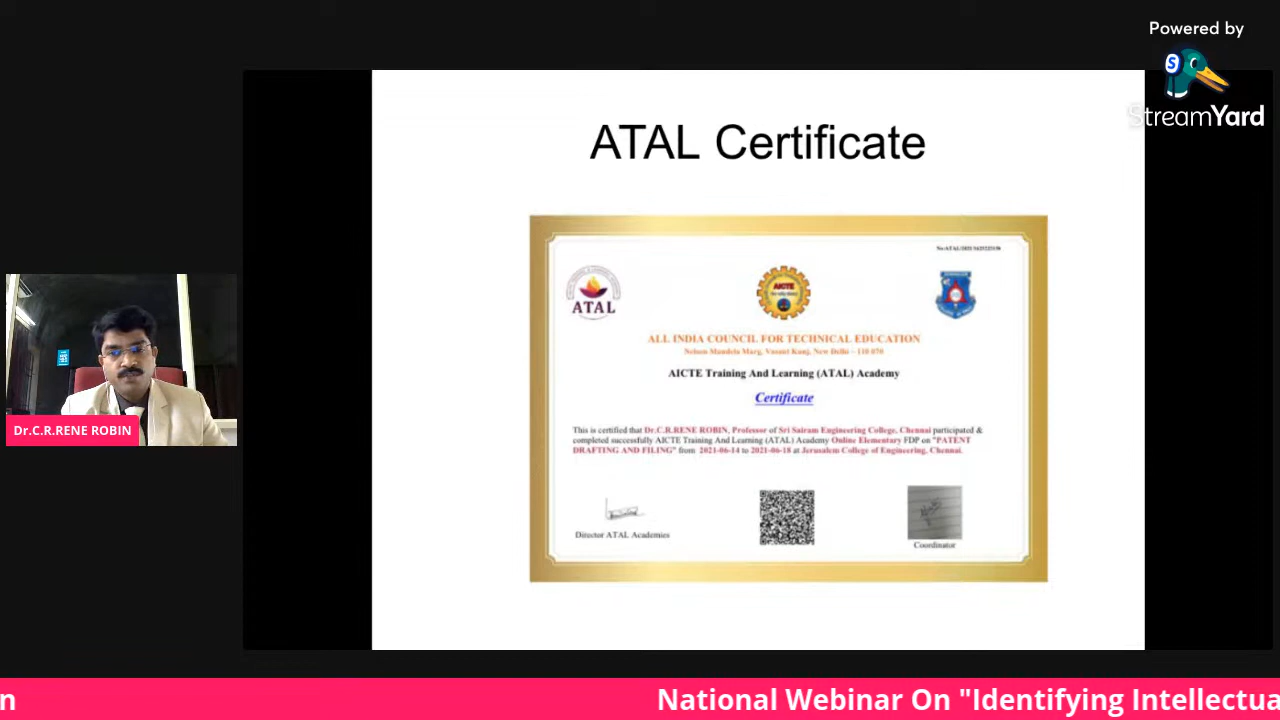 Powered by
S
StreamYard
ATAL Certificate
ATAL
AICTE
ALL INDIA COUNCIL FOR TECHNICAL EDUCATION
Nelson Mandela Marg, Vasant Kunj, New Delhi – 110 070
AICTE Training And Learning (ATAL) Academy
Certificate
This is certified that Dr.C.R.RENE ROBIN, Professor of Sri Sairam Engineering College, Chennai participated &
completed successfully AICTE Training And Learning (ATAL) Academy Online Elementary FDP on "PATENT
DRAFTING AND FILING" from 2021-06-14 to 2021-06-18 at Jerusalem College of Engineering, Chennai.
Director ATAL Academies
Coordinator
Dr.C.R.RENE ROBIN
n
National Webinar On "Identifying Intellectua